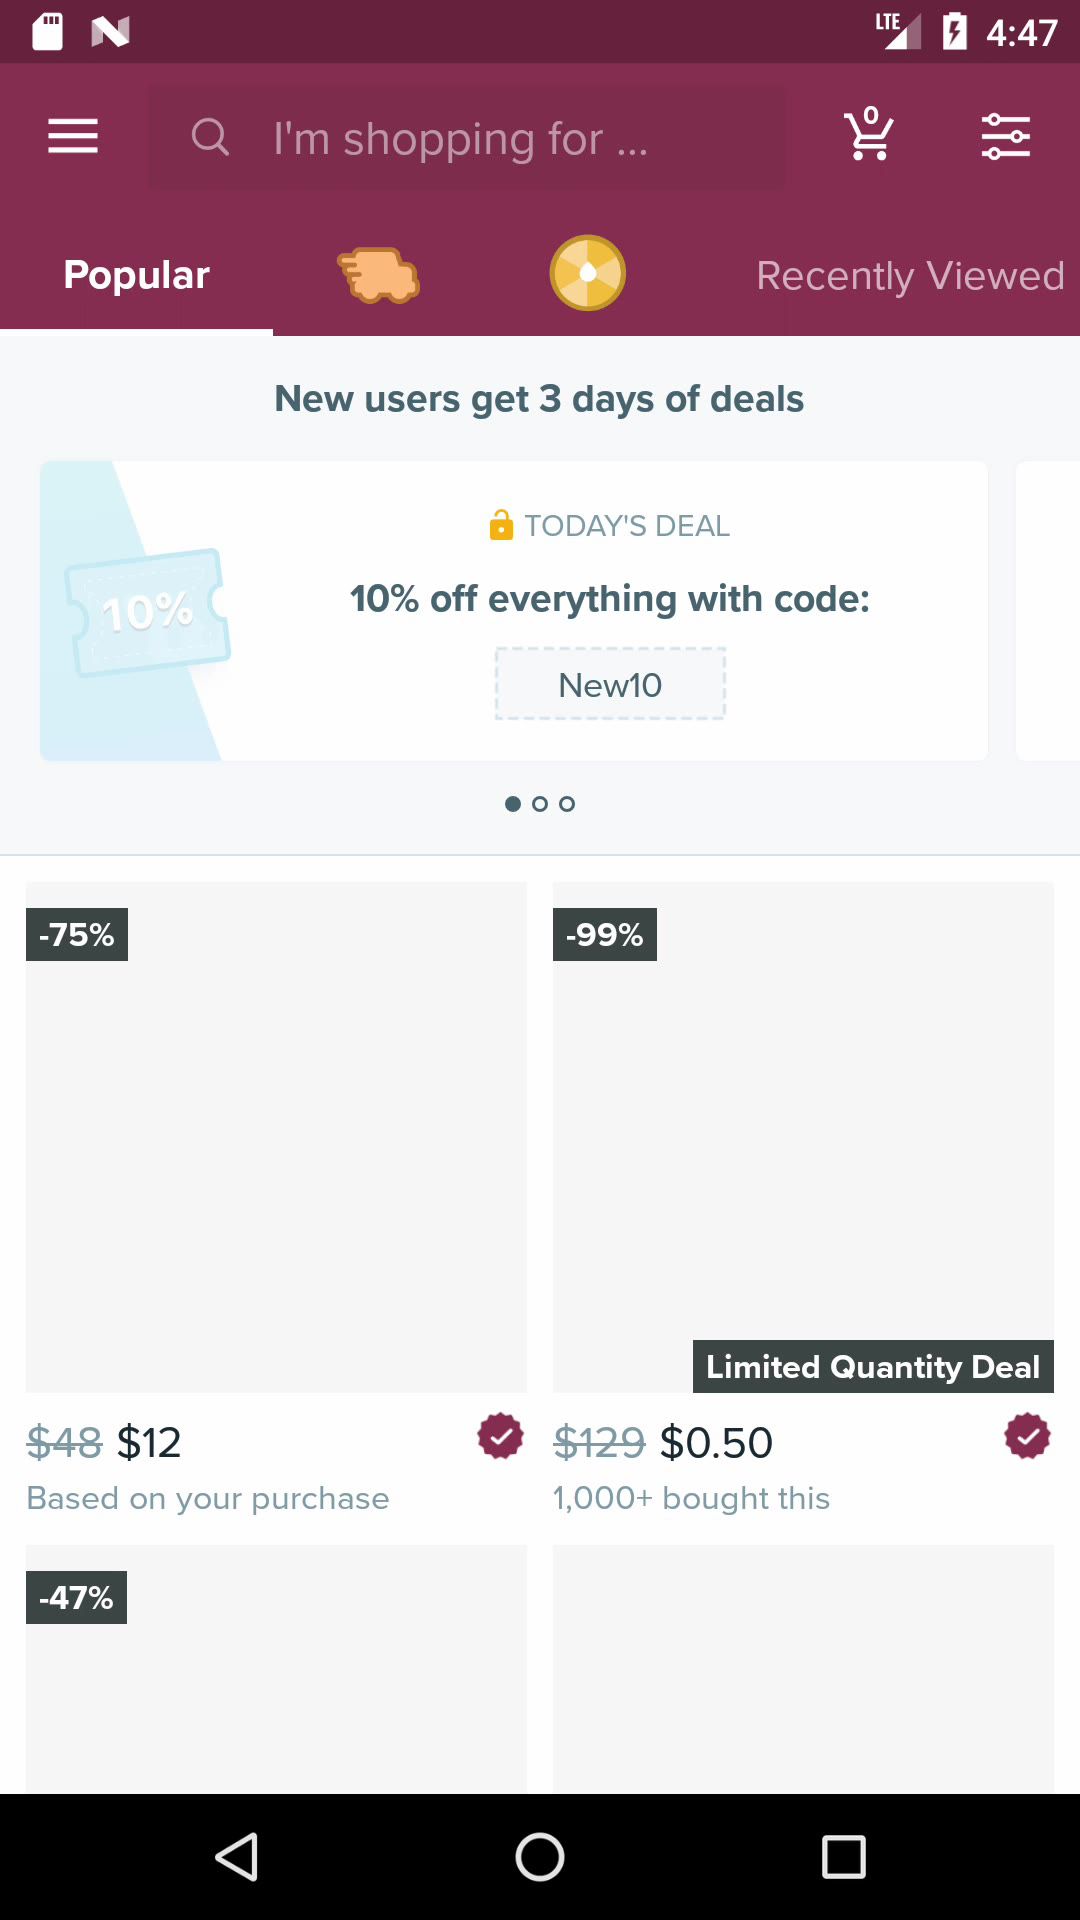 LTE 4:47
I'm shopping for ...
0
Popular
Recently Viewed
New users get 3 days of deals
TODAY'S DEAL
10%
10% off everything with code:
New10
-75%
-99%
Limited Quantity Deal
$48 $12
$129 $0.50
Based on your purchase
1,000+ bought this
-47%